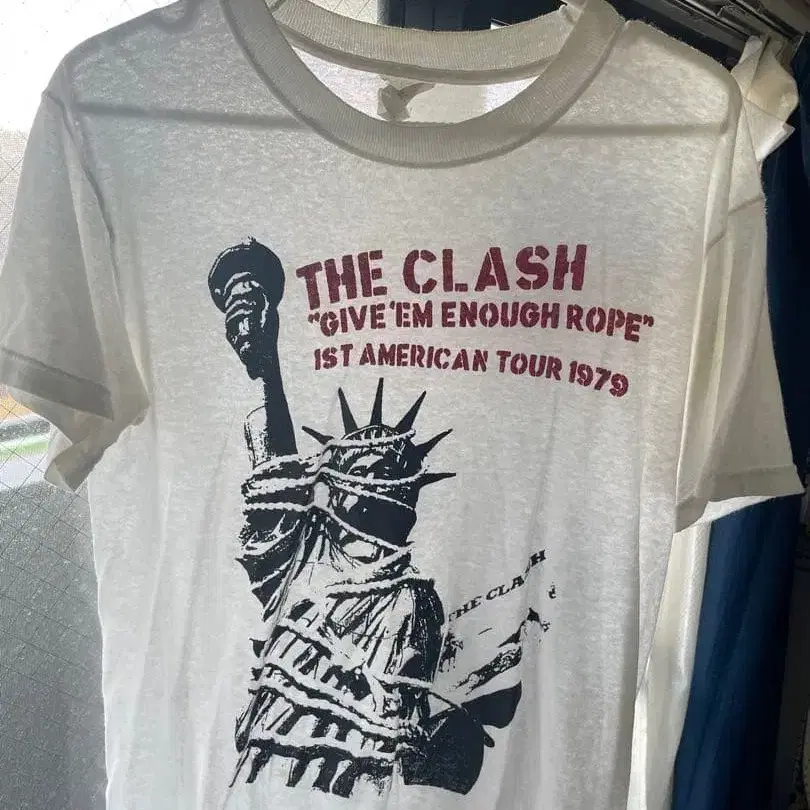 THE CLASH
"GIVE 'EM ENOUGH ROPE"
1ST AMERICAN TOUR 1979
THE CLASH